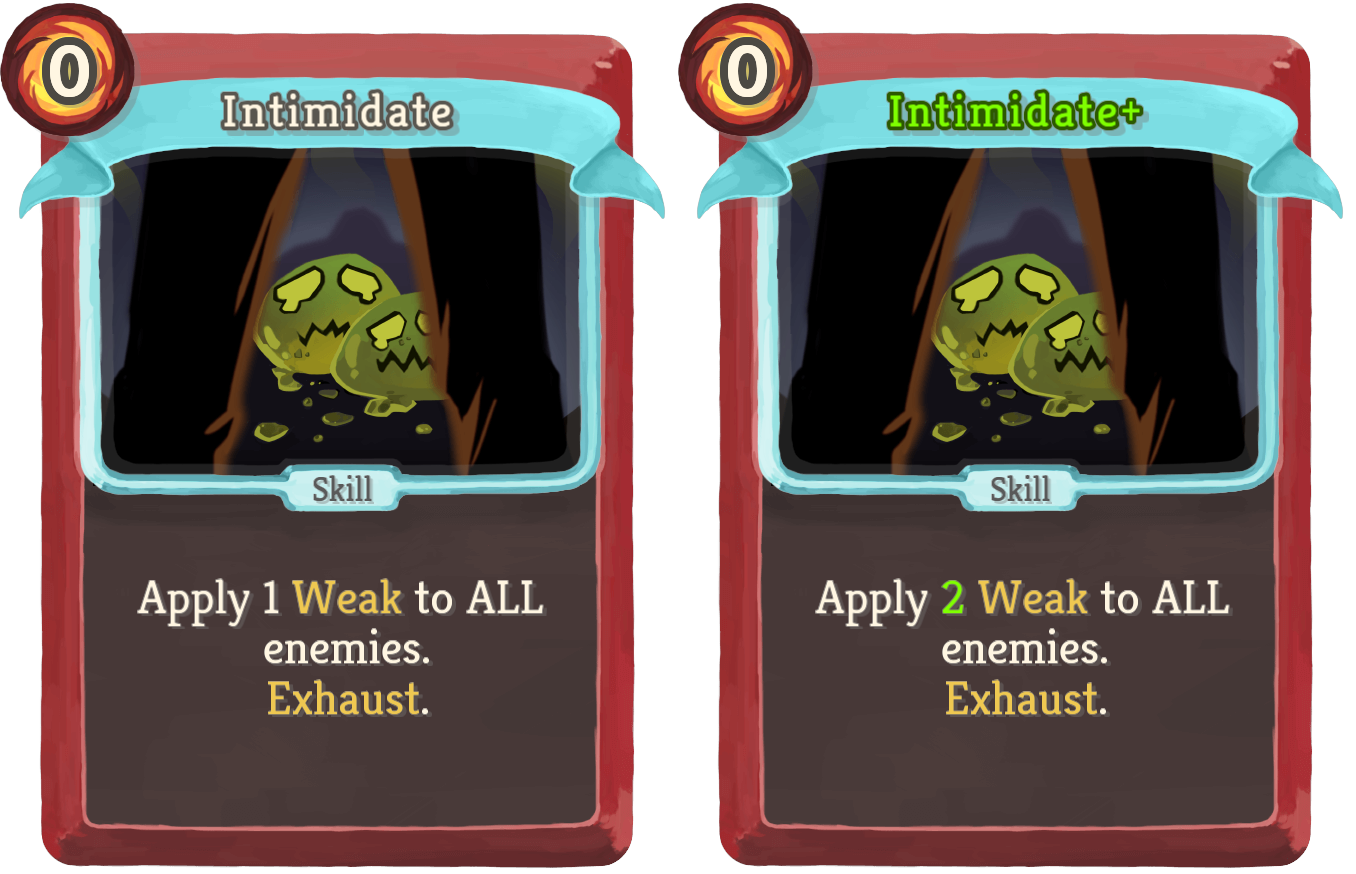 0
Intimidate
Skill
Apply 1 Weak to ALL
enemies.
Exhaust.
0
Intimidate+
Skill
Apply 2 Weak to ALL
enemies.
Exhaust.